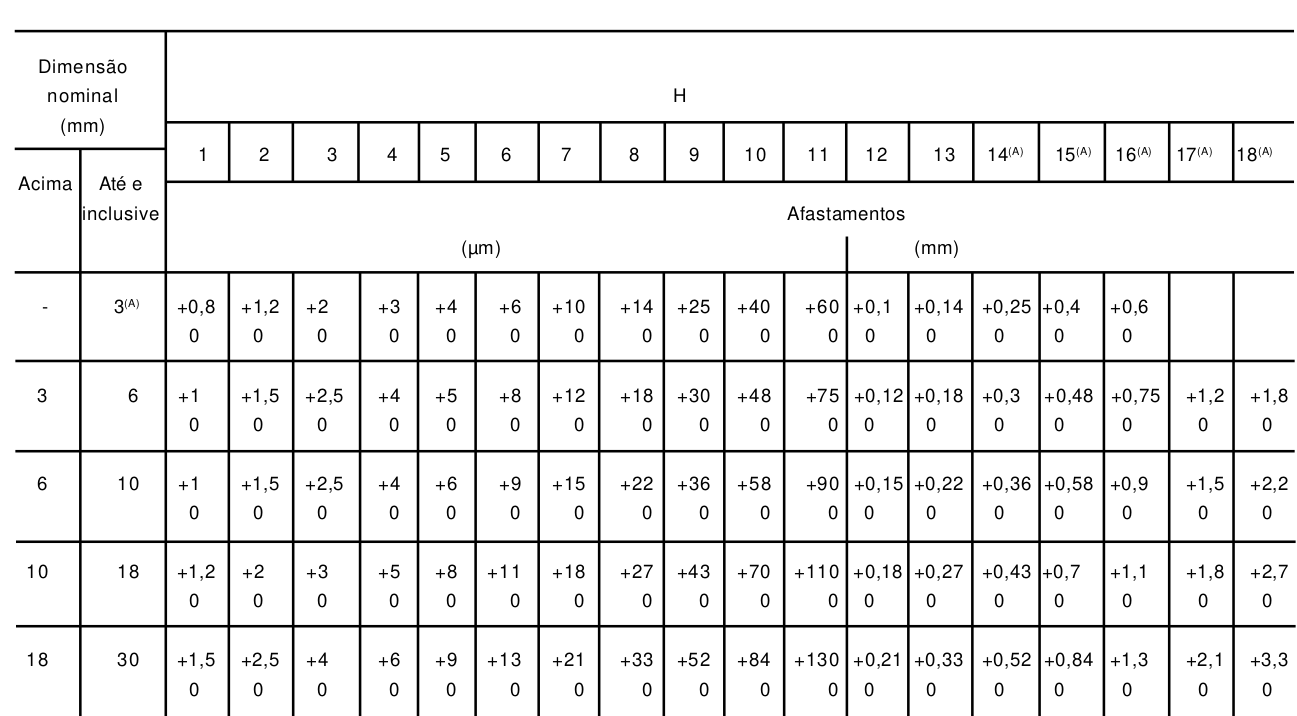 Dimensão
nominal
(mm)
H
1 2 3 4 5 6 7 8 9 10 11 12 13 14(A) 15(A) 16(A) 17(A) 18(A)
Acima Até e
inclusive
Afastamentos
(µm) (mm)
- 3(A) +0,8 +1,2 +2 +3 +4 +6 +10 +14 +25 +40 +60 +0,1 +0,14 +0,25 +0,4 +0,6
0 0 0 0 0 0 0 0 0 0 0 0 0 0 0 0
3 6 +1 +1,5 +2,5 +4 +5 +8 +12 +18 +30 +48 +75 +0,12 +0,18 +0,3 +0,48 +0,75 +1,2 +1,8
0 0 0 0 0 0 0 0 0 0 0 0 0 0 0 0 0 0
6 10 +1 +1,5 +2,5 +4 +6 +9 +15 +22 +36 +58 +90 +0,15 +0,22 +0,36 +0,58 +0,9 +1,5 +2,2
0 0 0 0 0 0 0 0 0 0 0 0 0 0 0 0 0 0
10 18 +1,2 +2 +3 +5 +8 +11 +18 +27 +43 +70 +110 +0,18 +0,27 +0,43 +0,7 +1,1 +1,8 +2,7
0 0 0 0 0 0 0 0 0 0 0 0 0 0 0 0 0 0
18 30 +1,5 +2,5 +4 +6 +9 +13 +21 +33 +52 +84 +130 +0,21 +0,33 +0,52 +0,84 +1,3 +2,1 +3,3
0 0 0 0 0 0 0 0 0 0 0 0 0 0 0 0 0 0